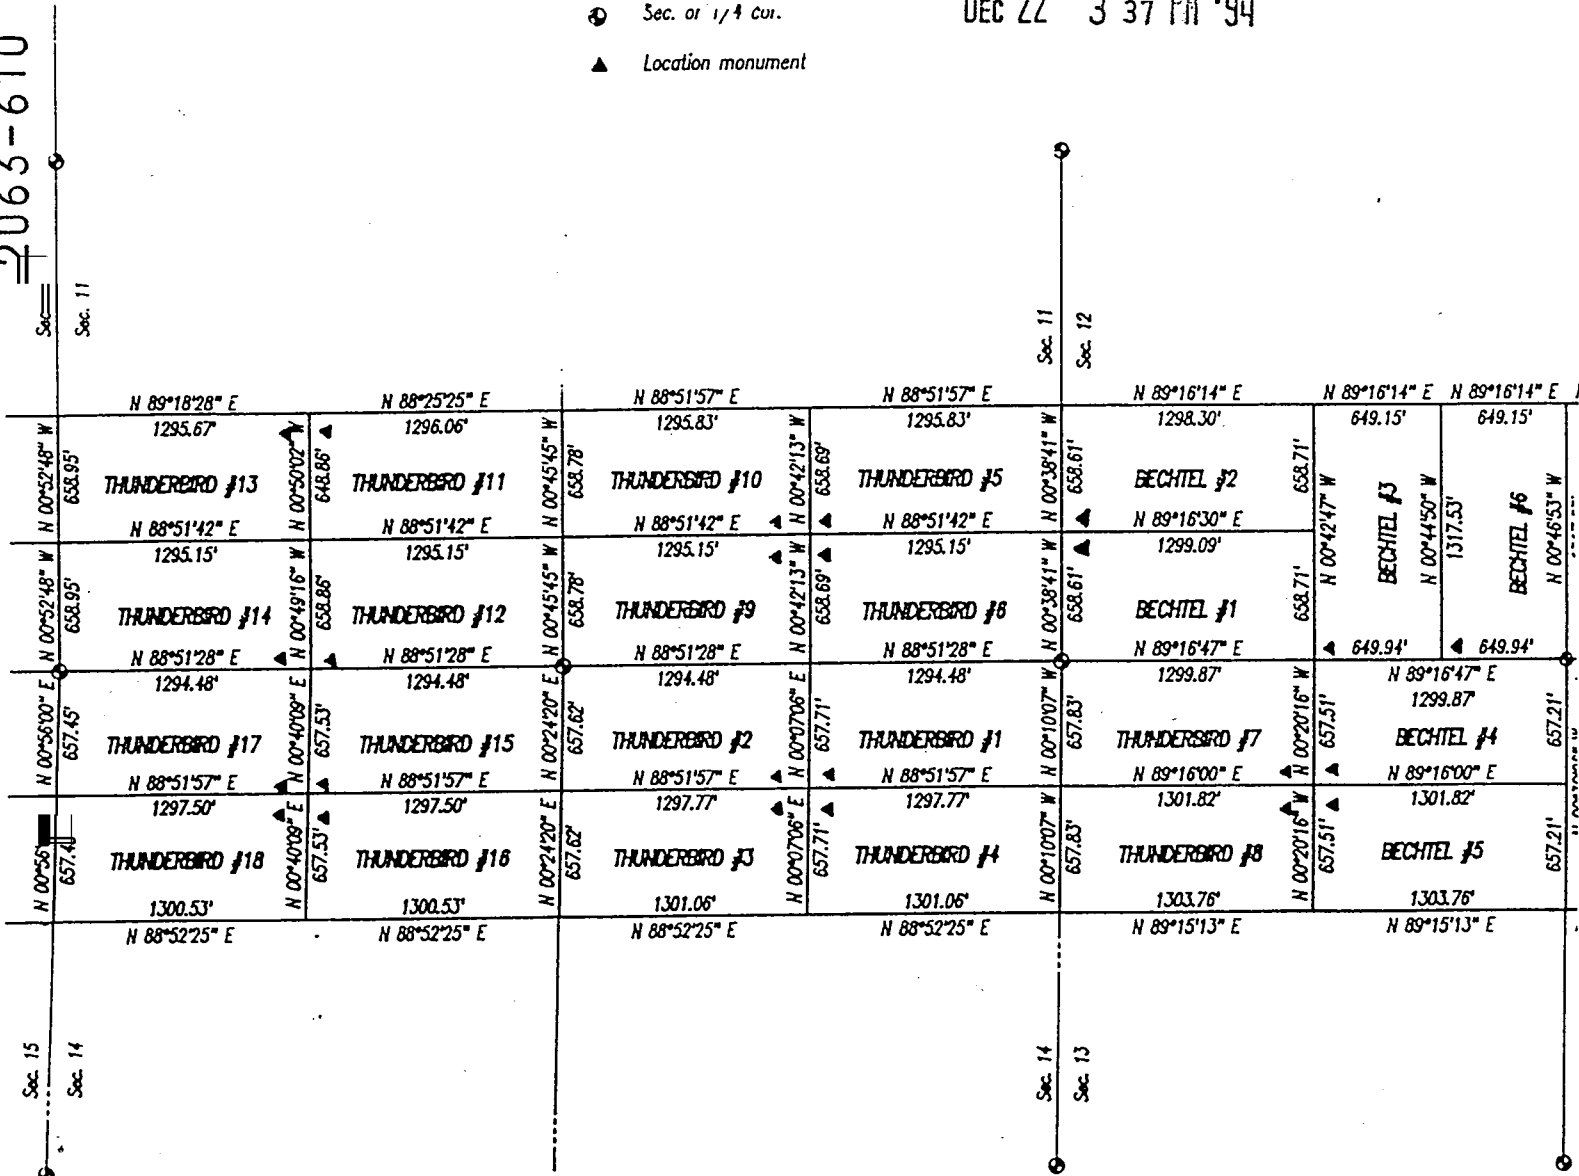 Sec. or 1/4 cor.
DEC 22 3 37 PM '94
Location monument
2063-610
Sec.
Sec. 11
Sec. 11
Sec. 12
N 89°18'28" E
N 88°25'25" E
N 88°51'57" E
N 88°51'57" E
N 89°16'14" E
N 89°16'14" E
N 89°16'14" E
1295.67'
1296.06'
1295.83'
1295.83'
1298.30'
649.15'
649.15'
N 00°52'48" W
658.95'
THUNDERBIRD #13
N 00°50'02" W
648.86'
THUNDERBIRD #11
N 00°45'45" W
658.78'
THUNDERBIRD #10
N 00°42'13" W
658.69'
THUNDERBIRD #5
N 00°38'41" W
658.61'
BECHTEL #2
658.71'
N 00°42'47" W
BECHTEL #3
N 00°44'50" W
1317.53'
BECHTEL #6
N 00°46'53" W
N 88°51'42" E
N 88°51'42" E
N 88°51'42" E
N 88°51'42" E
N 89°16'30" E
1295.15'
1295.15'
1295.15'
1295.15'
1299.09'
N 00°52'48" W
658.95'
THUNDERBIRD #14
N 00°49'16" W
658.86'
THUNDERBIRD #12
N 00°45'45" W
658.78'
THUNDERBIRD #9
N 00°42'13" W
658.69'
THUNDERBIRD #6
N 00°38'41" W
658.61'
BECHTEL #1
658.71'
N 88°51'28" E
N 88°51'28" E
N 88°51'28" E
N 88°51'28" E
N 89°16'47" E
649.94'
649.94'
1294.48'
1294.48'
1294.48'
1294.48'
1299.87'
N 89°16'47" E
1299.87'
N 00°56'00" E
657.45'
THUNDERBIRD #17
N 00°40'09" E
657.53'
THUNDERBIRD #15
N 00°24'20" E
657.62'
THUNDERBIRD #2
N 00°07'06" E
657.71'
THUNDERBIRD #1
N 00°10'07" W
657.83'
THUNDERBIRD #7
N 00°20'16" W
657.51'
BECHTEL #4
657.21'
N 88°51'57" E
N 88°51'57" E
N 88°51'57" E
N 88°51'57" E
N 89°16'00" E
N 89°16'00" E
1297.50'
1297.50'
1297.77'
1297.77'
1301.82'
1301.82'
N 00°56'
657.4
THUNDERBIRD #18
N 00°40'09" E
657.53'
THUNDERBIRD #16
N 00°24'20" E
657.62'
THUNDERBIRD #3
N 00°07'06" E
657.71'
THUNDERBIRD #4
N 00°10'07" W
657.83'
THUNDERBIRD #8
N 00°20'16" W
657.51'
BECHTEL #5
657.21'
1300.53'
1300.53'
1301.06'
1301.06'
1303.76'
1303.76'
N 88°52'25" E
N 88°52'25" E
N 88°52'25" E
N 88°52'25" E
N 89°15'13" E
N 89°15'13" E
Sec. 15
Sec. 14
Sec. 14
Sec. 13